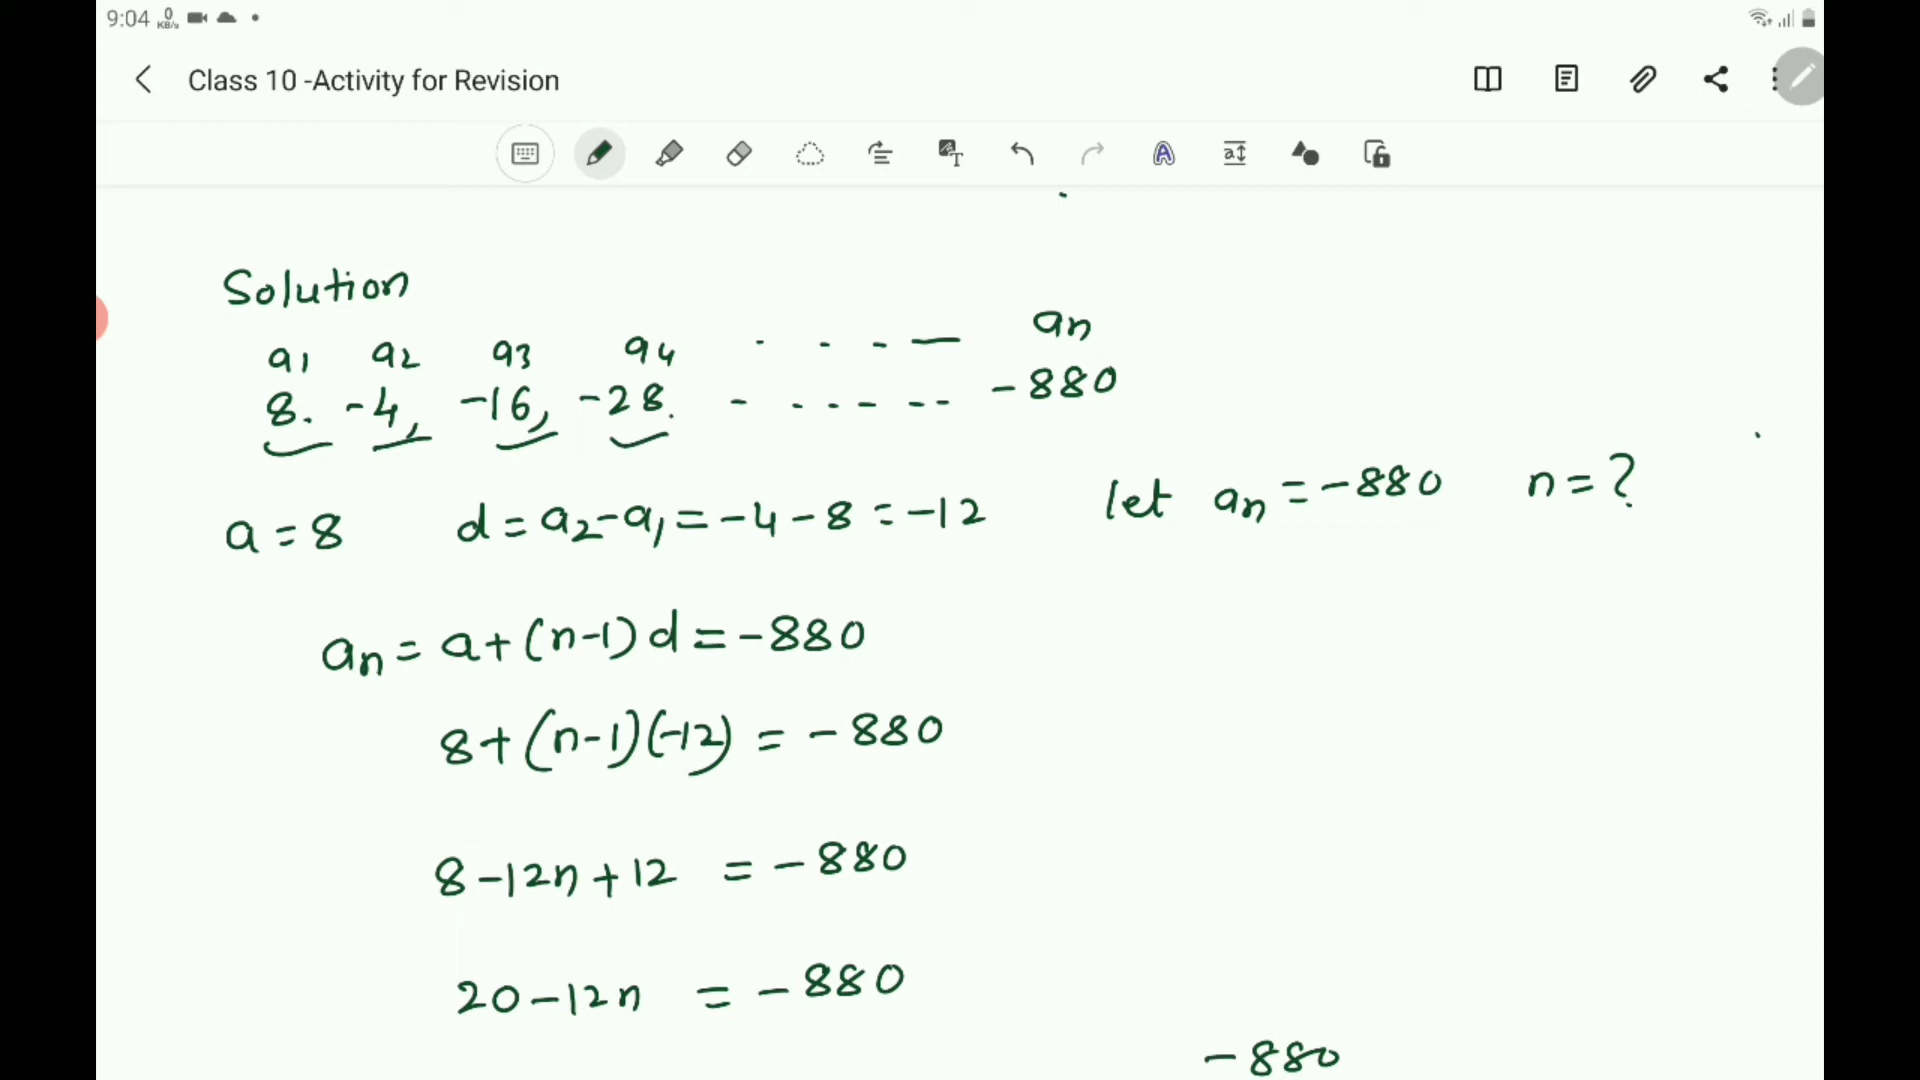 9:04 0 KB/s
Class 10 -Activity for Revision
Solution
a1 a2 a3 a4 . . . — an
8. -4, -16, -28. - . . - - - - -880
a = 8 d = a2 - a1 = -4 - 8 = -12 let an = -880 n = ?
an = a + (n-1) d = -880
8 + (n-1)(-12) = -880
8 - 12n + 12 = -880
20 - 12n = -880
-880